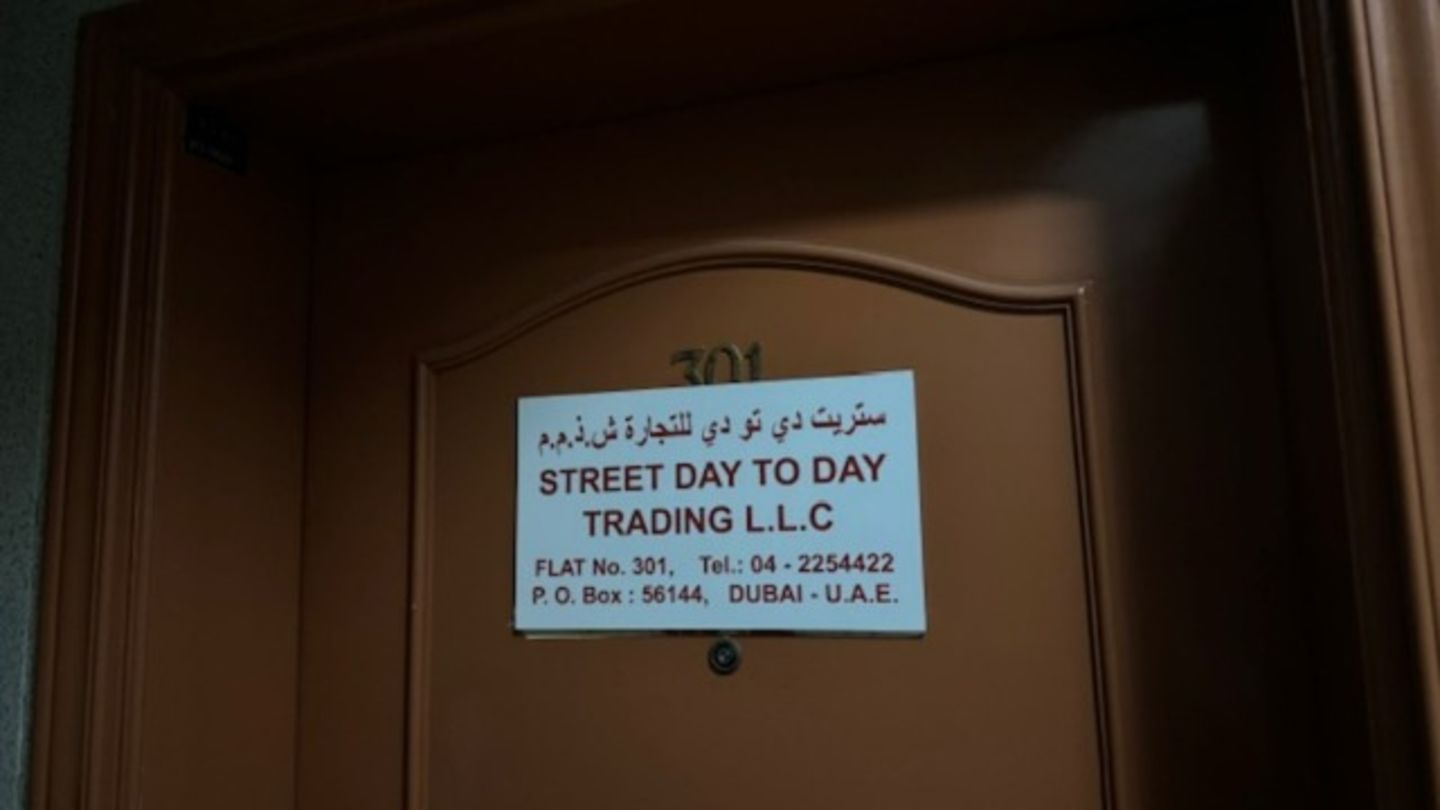 301
ستريت دي تو دي للتجارة ش.ذ.م.م
STREET DAY TO DAY
TRADING L.L.C
FLAT No. 301, Tel.: 04 - 2254422
P. O. Box : 56144, DUBAI - U.A.E.